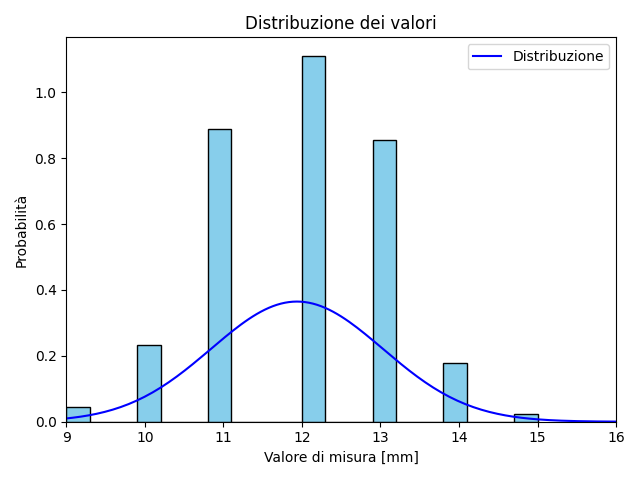 Distribuzione dei valori
Distribuzione
Probabilità
1.0
0.8
0.6
0.4
0.2
0.0
9 10 11 12 13 14 15 16
Valore di misura [mm]